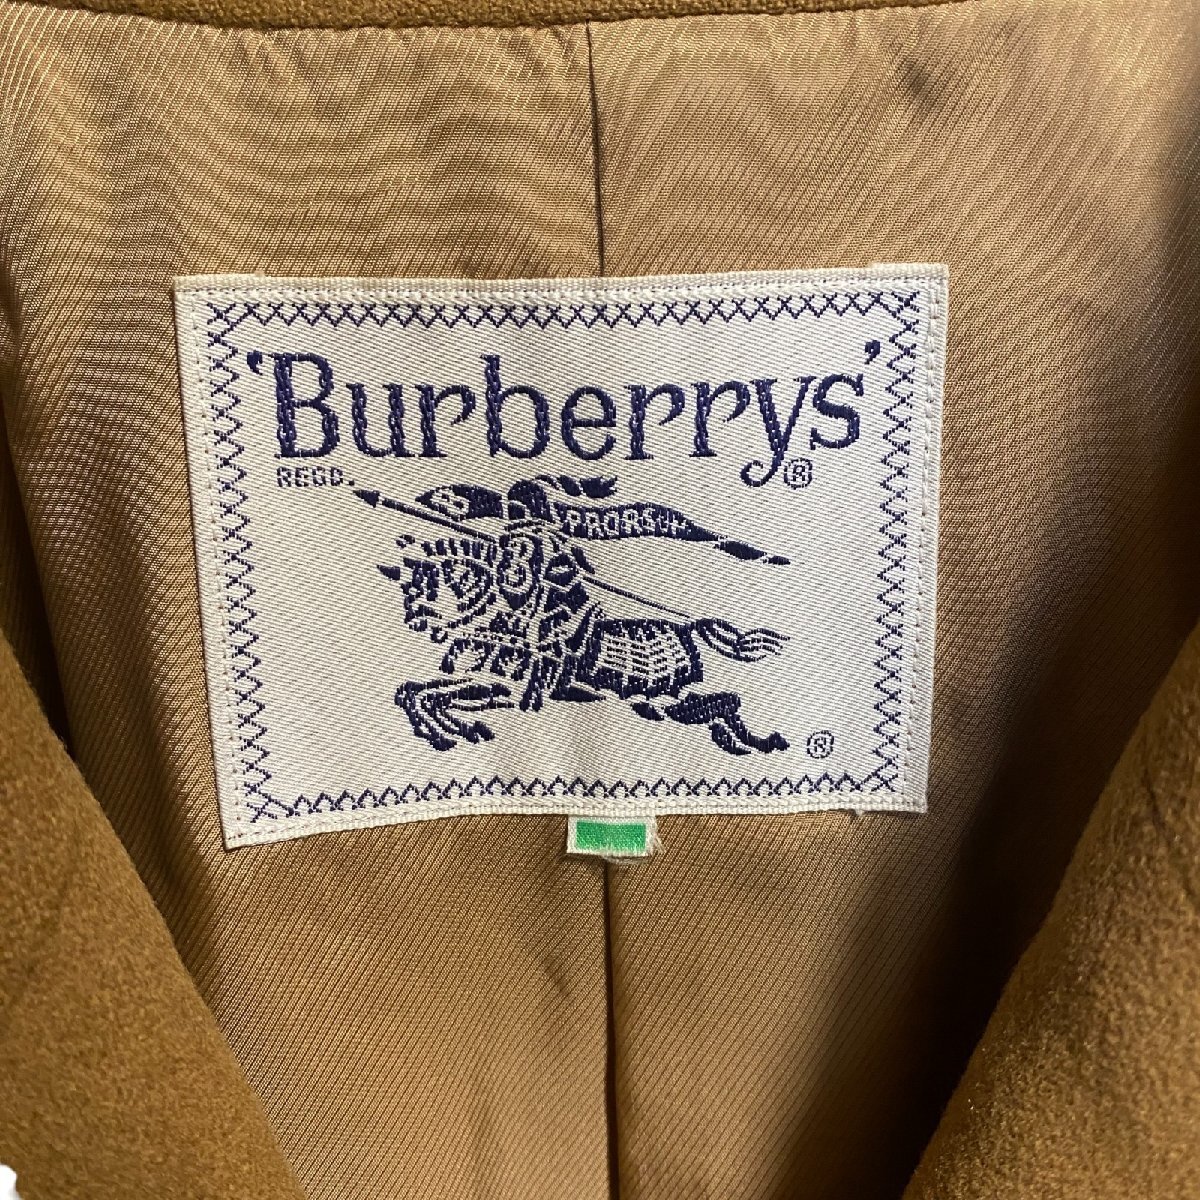 'Burberrys'
REGD. ®
PRORSUM
®